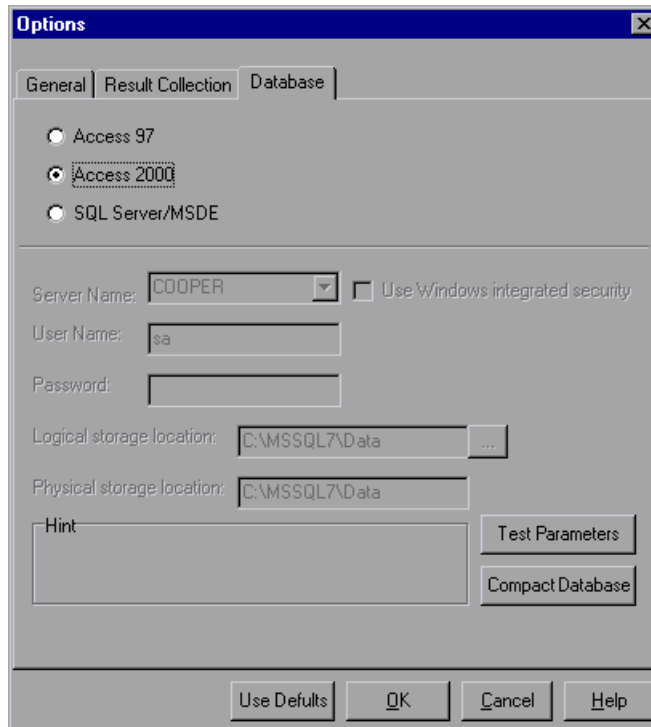 Options
General Result Collection Database
Access 97
Access 2000
SQL Server/MSDE
Server Name: COOPER Use Windows integrated security
User Name: sa
Password:
Logical storage location: C:\MSSQL7\Data ...
Physical storage location: C:\MSSQL7\Data
Hint
Test Parameters
Compact Database
Use Defults OK Cancel Help